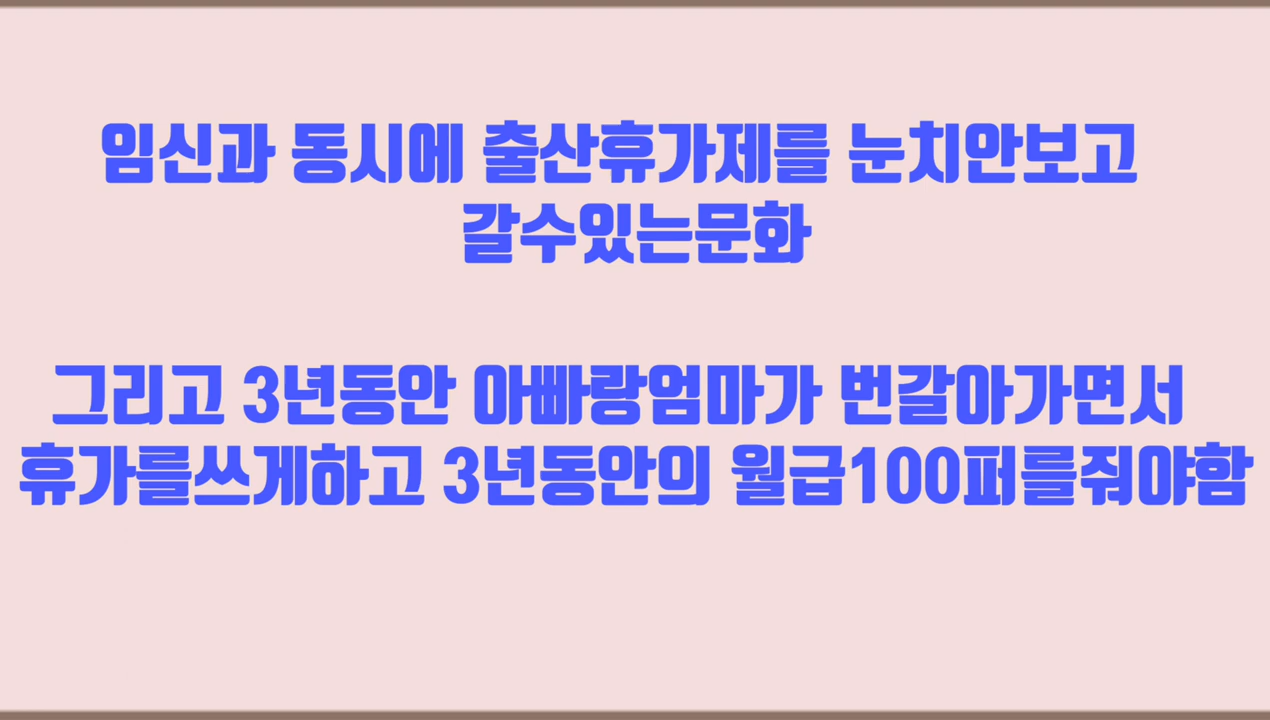 임신과 동시에 출산휴가제를 눈치안보고
갈수있는문화
그리고 3년동안 아빠랑엄마가 번갈아가면서
휴가를쓰게하고 3년동안의 월급100퍼를줘야함